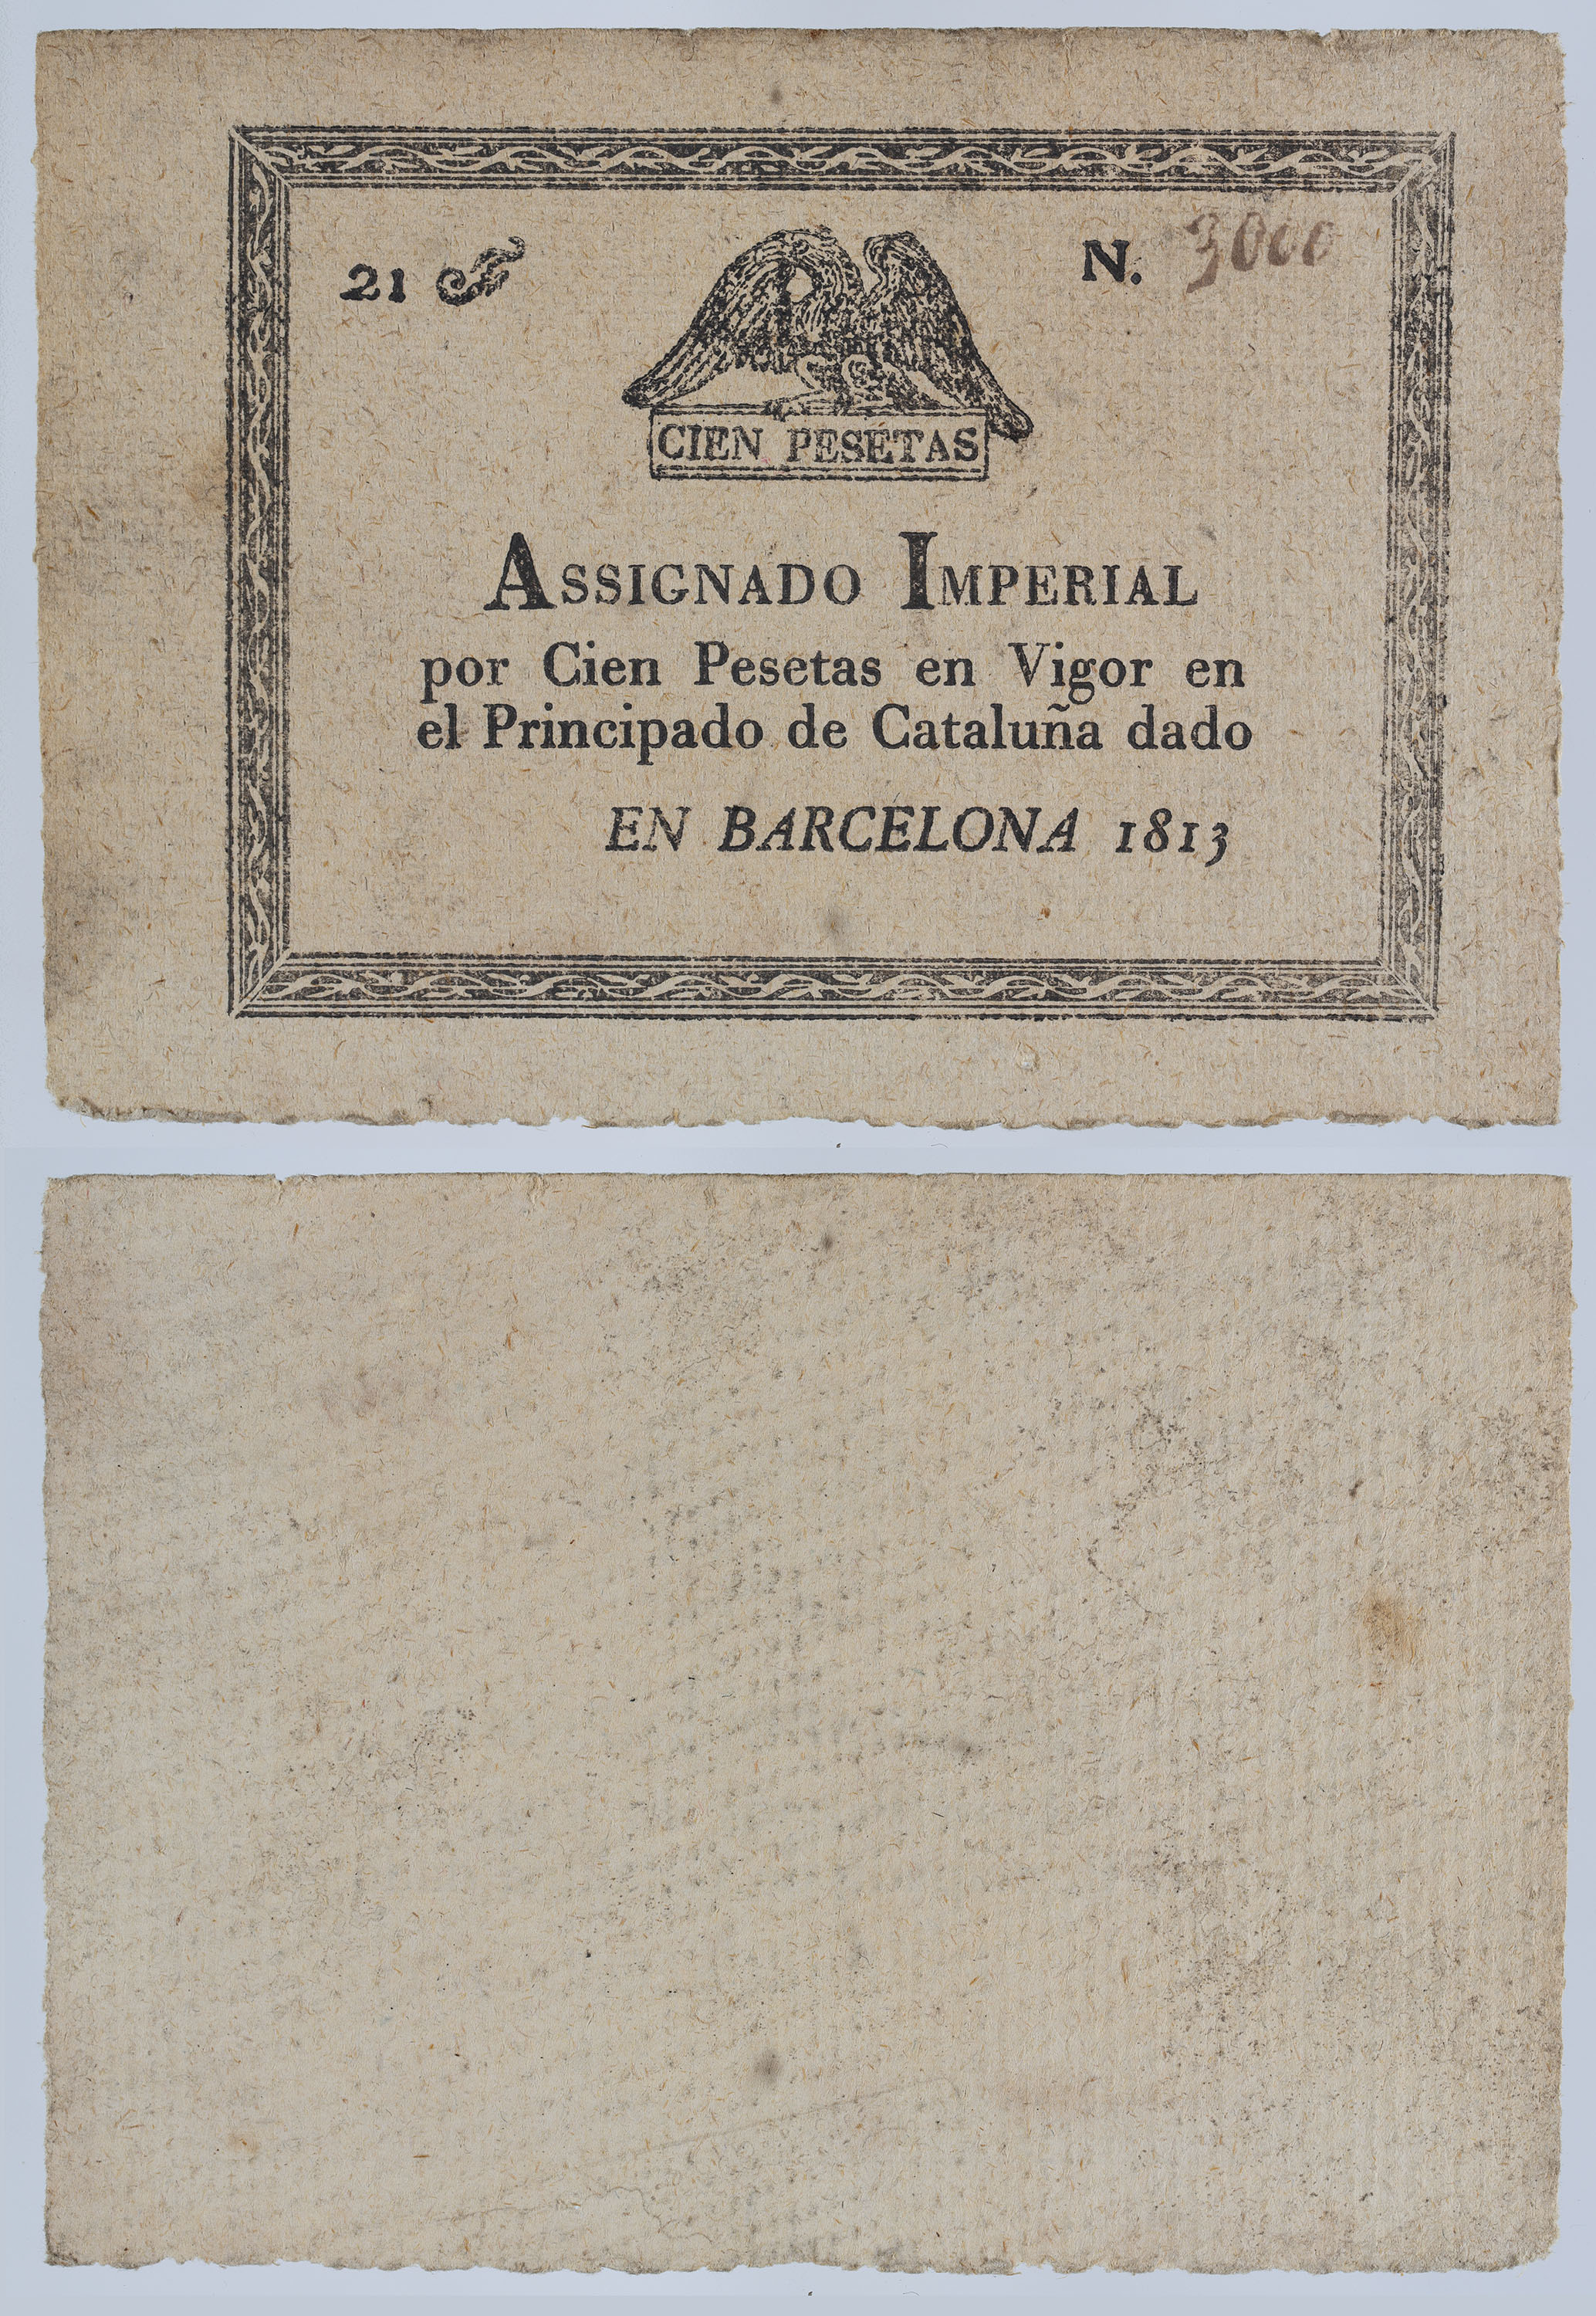 21
N. 3000
CIEN PESETAS
ASSIGNADO IMPERIAL
por Cien Pesetas en Vigor en
el Principado de Cataluña dado
EN BARCELONA 1813